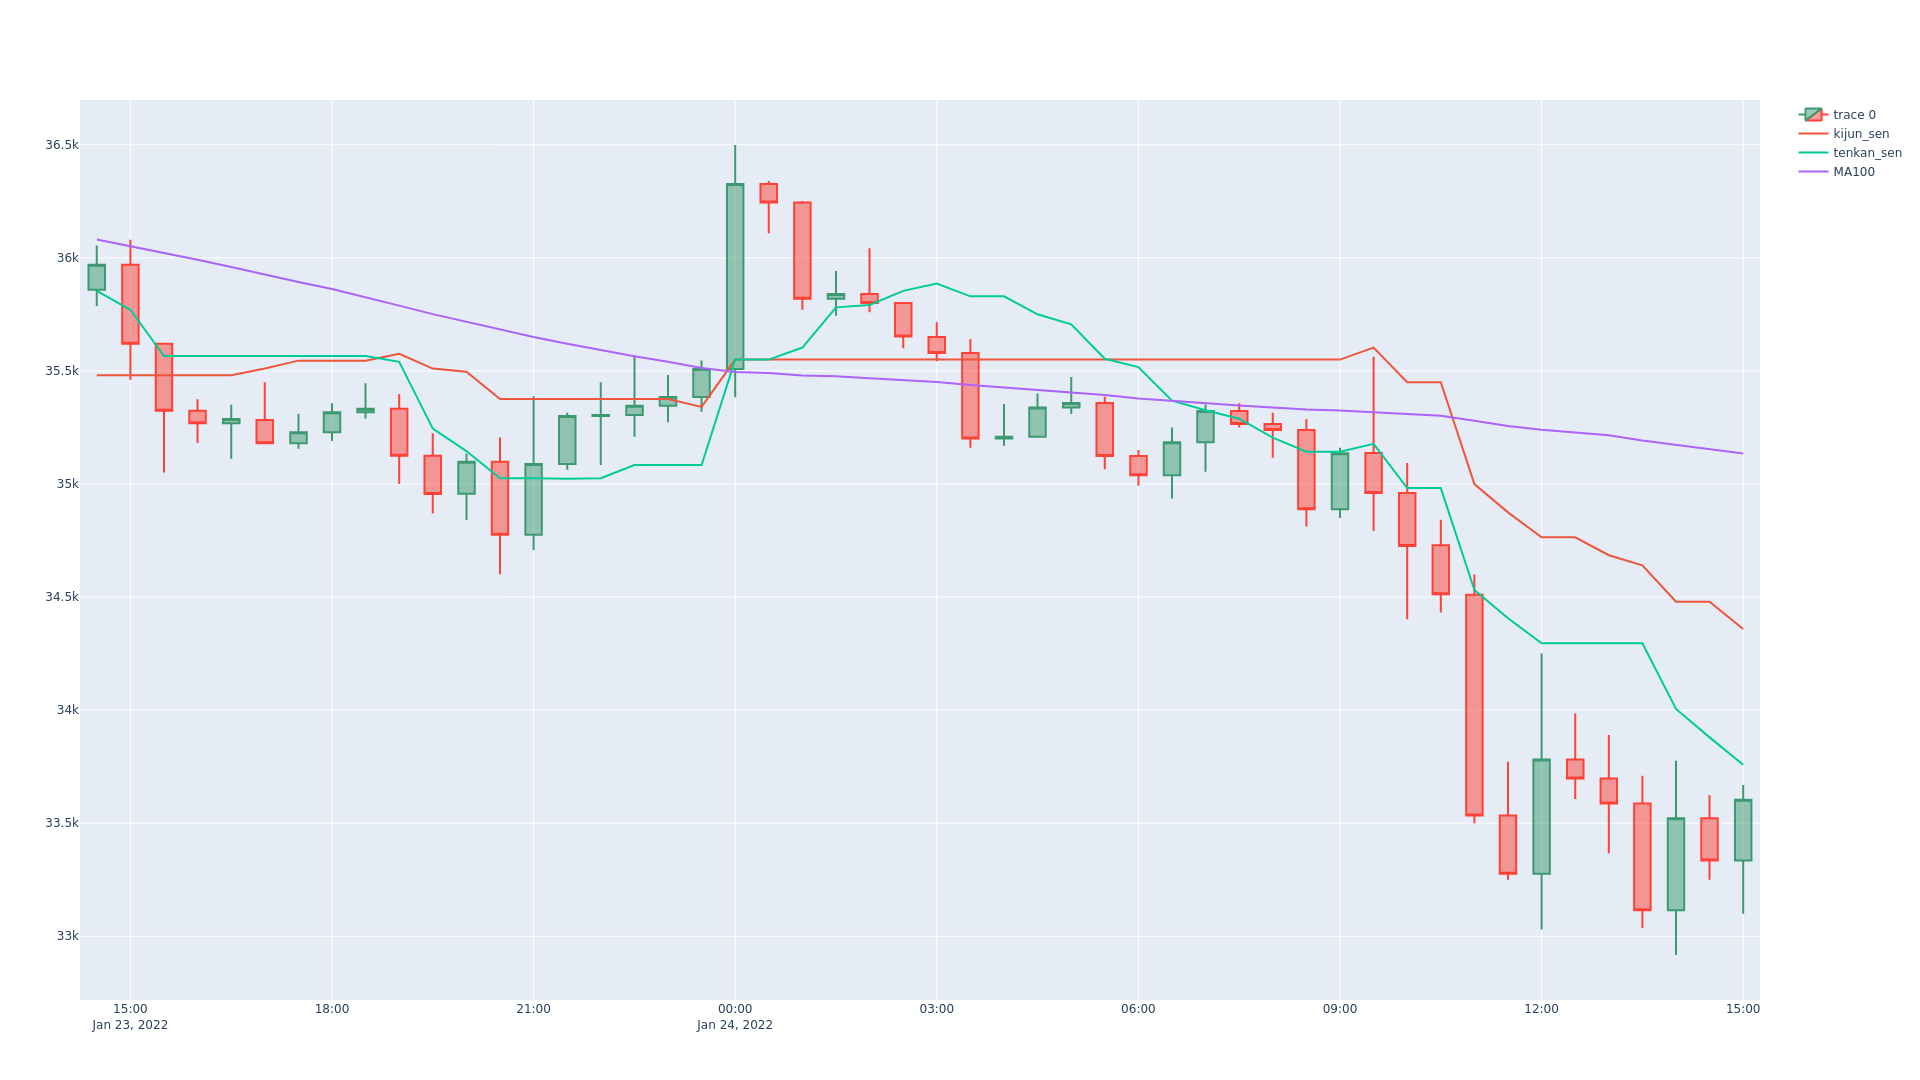 36.5k
36k
35.5k
35k
34.5k
34k
33.5k
33k
15:00 18:00 21:00 00:00 03:00 06:00 09:00 12:00 15:00
Jan 23, 2022 Jan 24, 2022
trace 0
kijun_sen
tenkan_sen
MA100